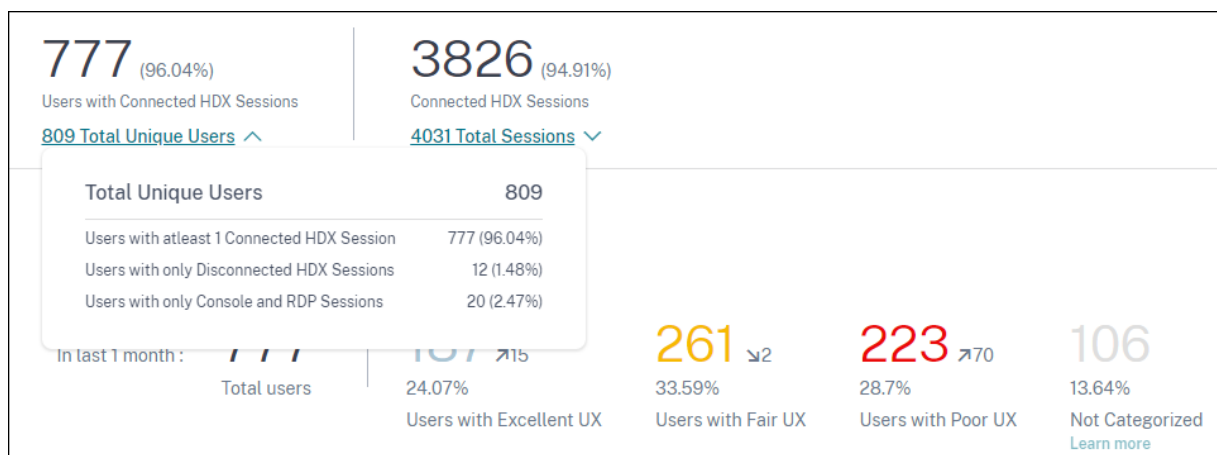 777 (96.04%)
Users with Connected HDX Sessions
809 Total Unique Users
3826 (94.91%)
Connected HDX Sessions
4031 Total Sessions
Total Unique Users 809
Users with atleast 1 Connected HDX Session 777 (96.04%)
Users with only Disconnected HDX Sessions 12 (1.48%)
Users with only Console and RDP Sessions 20 (2.47%)
In last 1 month : 777
Total users
187 15
24.07%
Users with Excellent UX
261 2
33.59%
Users with Fair UX
223 70
28.7%
Users with Poor UX
106
13.64%
Not Categorized
Learn more